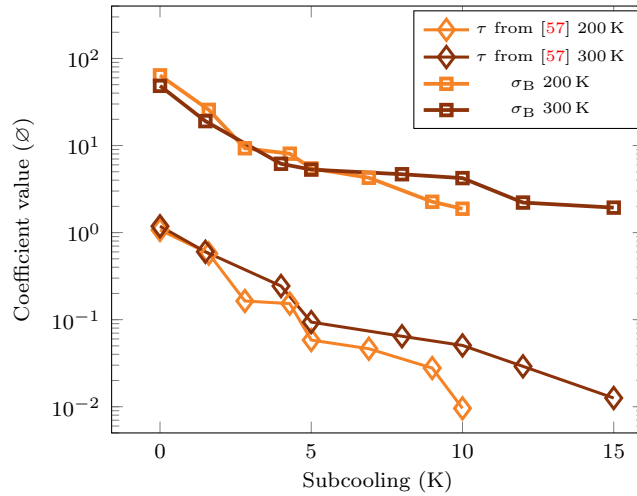 τ from [57] 200 K
τ from [57] 300 K
σB 200 K
σB 300 K
10²
10¹
10⁰
10⁻¹
10⁻²
Coefficient value (∅)
0 5 10 15
Subcooling (K)